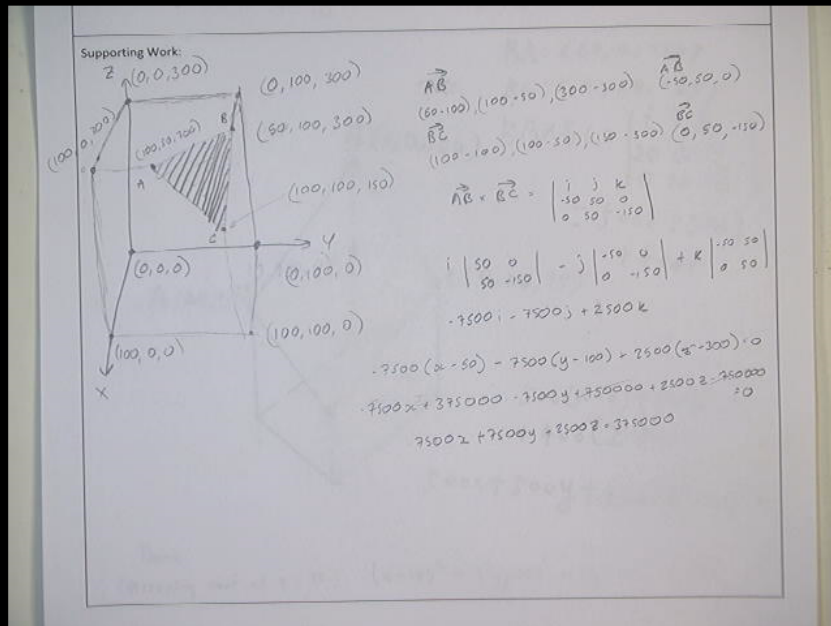 Supporting Work:
Z (0,0,300)
(0,100,300)
(100,0,300)
(100,50,300)
B
(50,100,300)
A
(100,100,150)
C
Y
(0,0,0)
(0,100,0)
(100,100,0)
(100,0,0)
X
AB AB
(50-100),(100-50),(300-300) (-50,50,0)
BC BC
(100-100),(100-50),(150-300) (0,50,-150)
AB × BC = | i j k |
-50 50 0
0 50 -150
i | 50 0 | - j | -50 0 | + k | -50 50 |
50 -150 0 -150 0 50
-7500i - 7500j + 2500k
-7500(x-50) - 7500(y-100) + 2500(z-300) = 0
-7500x + 375000 - 7500y + 750000 + 2500z - 750000
= 0
7500x + 7500y - 2500z = 375000